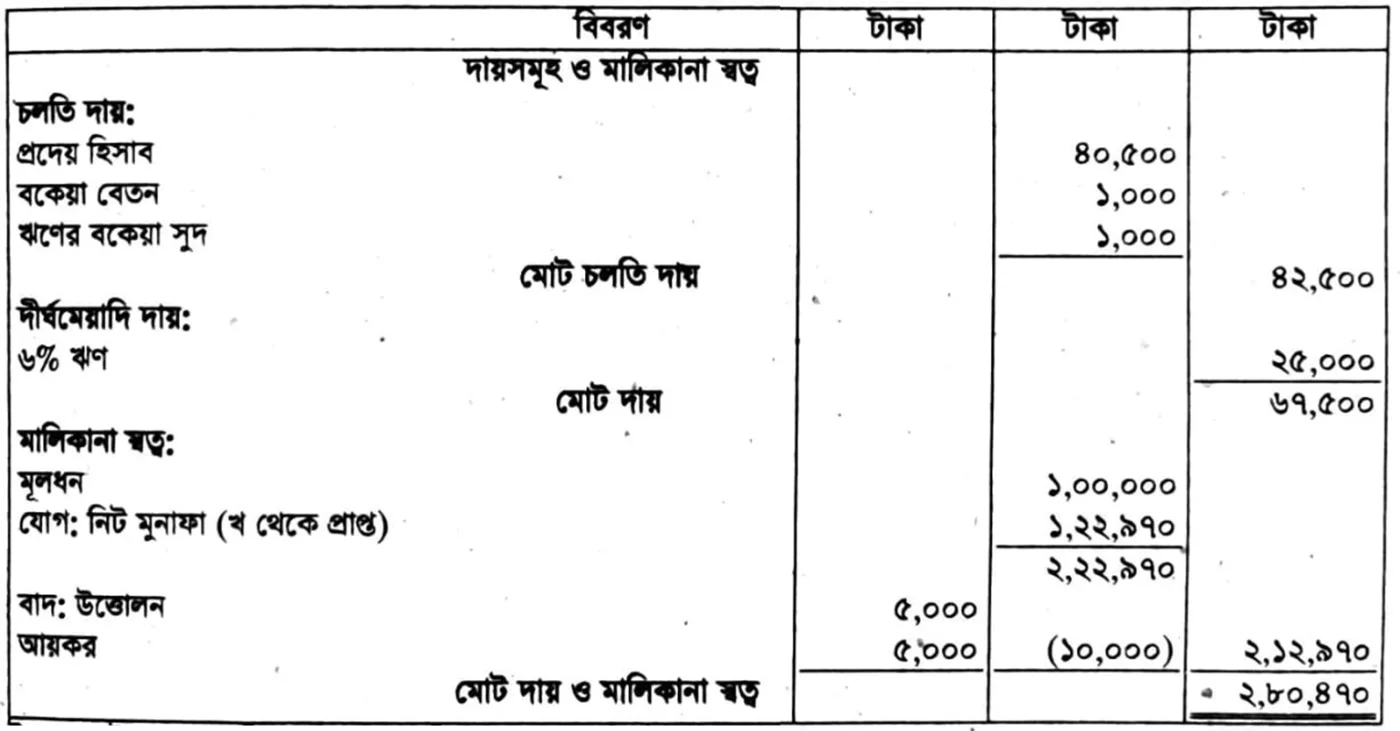 বিবরণ টাকা টাকা টাকা
দায়সমূহ ও মালিকানা স্বত্ব
চলতি দায়:
প্রদেয় হিসাব ৪০,৫০০
বকেয়া বেতন ১,০০০
ঋণের বকেয়া সুদ ১,০০০
মোট চলতি দায় ৪২,৫০০
দীর্ঘমেয়াদি দায়:
৬% ঋণ ২৫,০০০
মোট দায় ৬৭,৫০০
মালিকানা স্বত্ব:
মূলধন ১,০০,০০০
যোগ: নিট মুনাফা (খ থেকে প্রাপ্ত) ১,২২,৯৭০
২,২২,৯৭০
বাদ: উত্তোলন ৫,০০০
আয়কর ৫,০০০ (১০,০০০) ২,১২,৯৭০
মোট দায় ও মালিকানা স্বত্ব ২,৮০,৪৭০